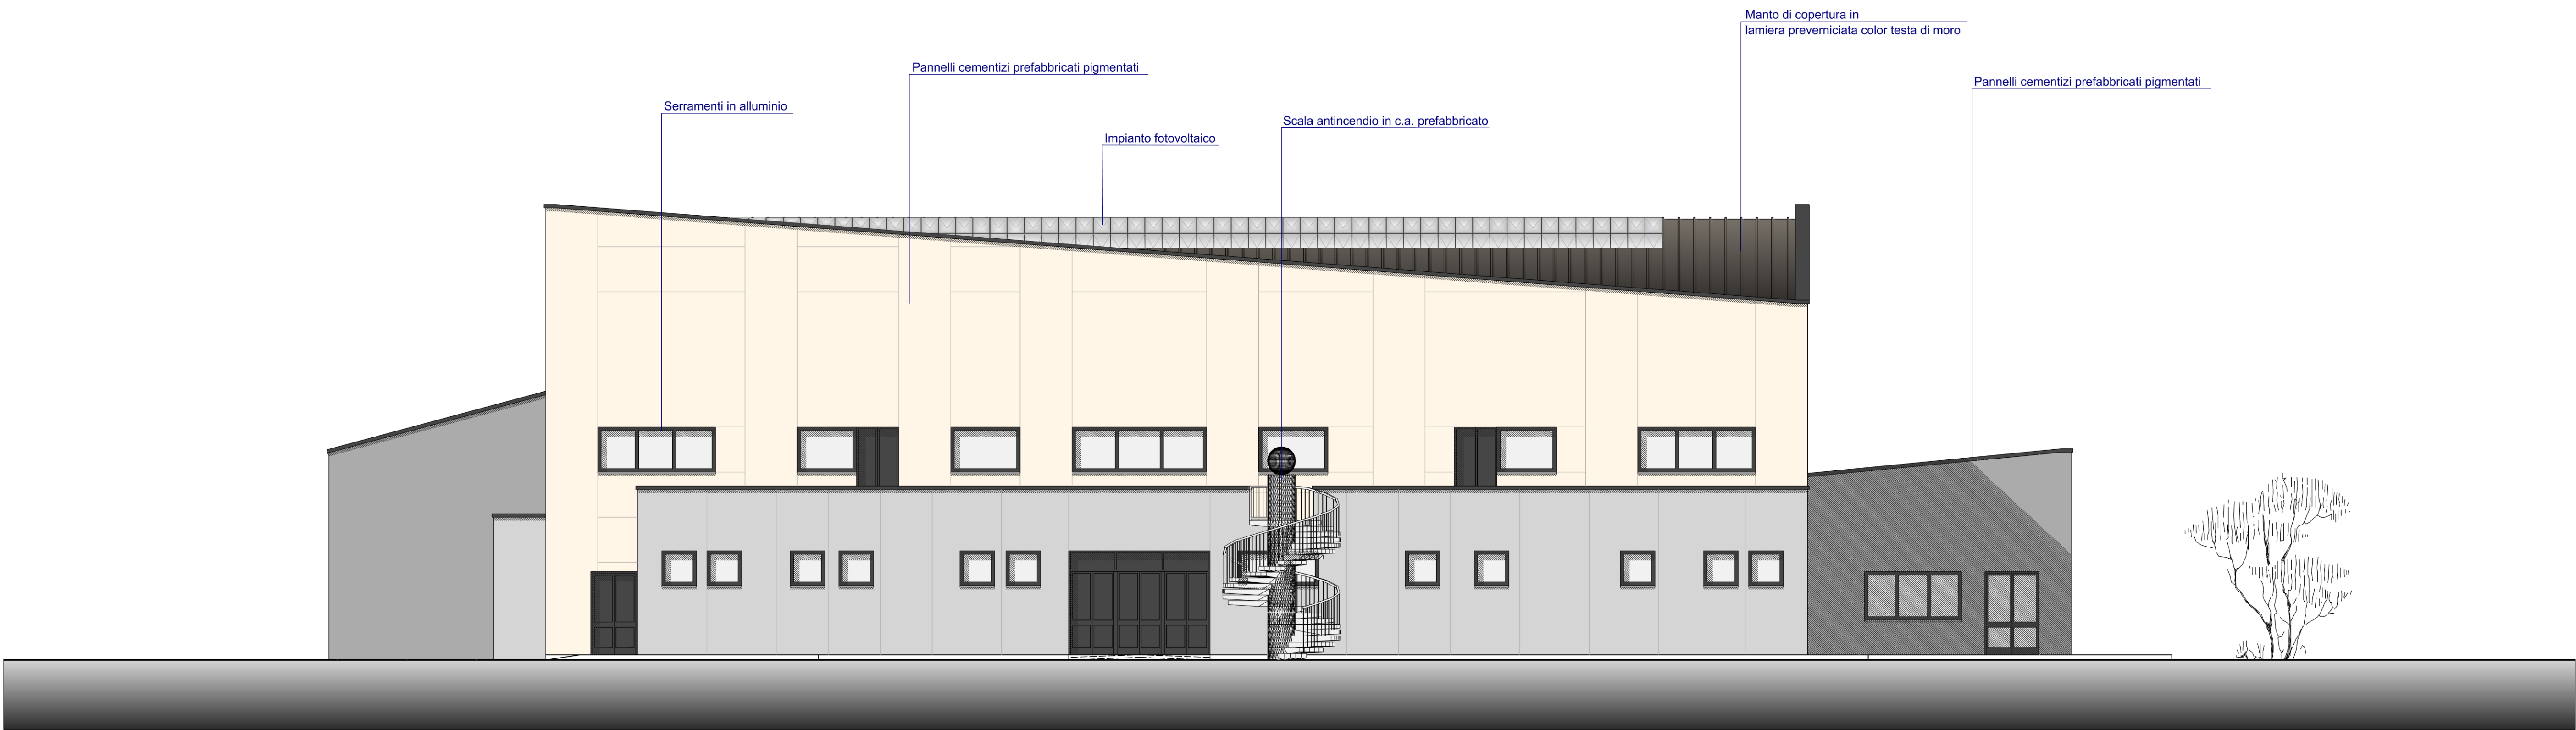 Manto di copertura in
lamiera preverniciata color testa di moro
Pannelli cementizi prefabbricati pigmentati
Pannelli cementizi prefabbricati pigmentati
Serramenti in alluminio
Scala antincendio in c.a. prefabbricato
Impianto fotovoltaico